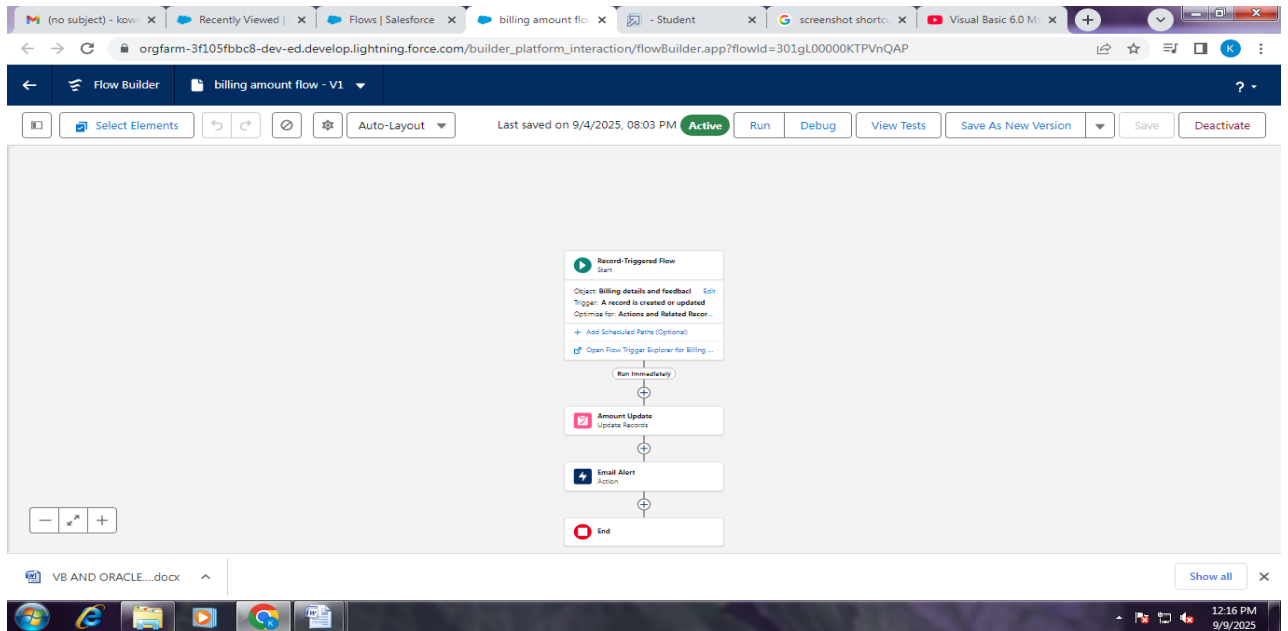 (no subject) - kowc
Recently Viewed |
Flows | Salesforce
billing amount flo
- Student
screenshot shortcu
Visual Basic 6.0 M
orgfarm-3f105fbbc8-dev-ed.develop.lightning.force.com/builder_platform_interaction/flowBuilder.app?flowId=301gL00000KTPVnQAP
K
Flow Builder
billing amount flow - V1
?
Select Elements
Auto-Layout
Last saved on 9/4/2025, 08:03 PM
Active
Run
Debug
View Tests
Save As New Version
Save
Deactivate
Record-Triggered Flow
Start
Object: Billing details and feedbacl Edit
Trigger: A record is created or updated
Optimize for: Actions and Related Recor...
+ Add Scheduled Paths (Optional)
Open Flow Trigger Explorer for Billing ...
Run Immediately
Amount Update
Update Records
Email Alert
Action
End
VB AND ORACLE....docx
Show all
12:16 PM
9/9/2025